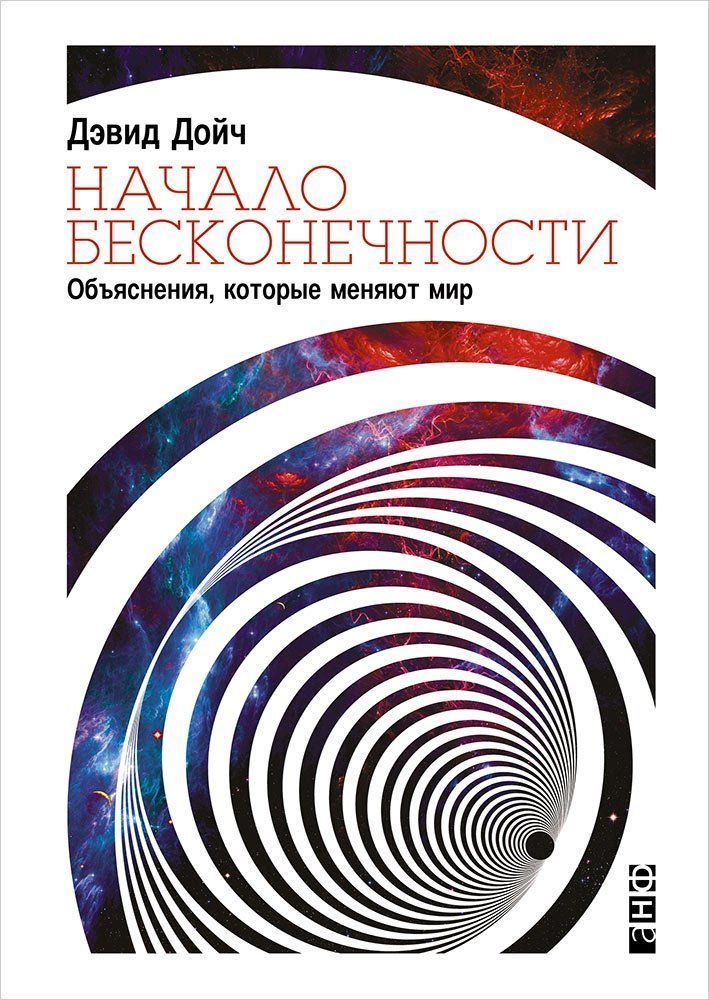 Дэвид Дойч
НАЧАЛО
БЕСКОНЕЧНОСТИ
Объяснения, которые меняют мир
анф